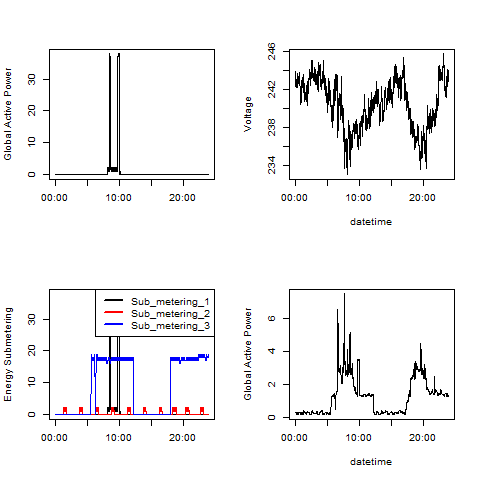 Global Active Power
0 10 20 30
00:00 10:00 20:00
Voltage
234 238 242 246
00:00 10:00 20:00
datetime
Energy Submetering
0 10 20 30
Sub_metering_1
Sub_metering_2
Sub_metering_3
00:00 10:00 20:00
Global Active Power
0 2 4 6
00:00 10:00 20:00
datetime